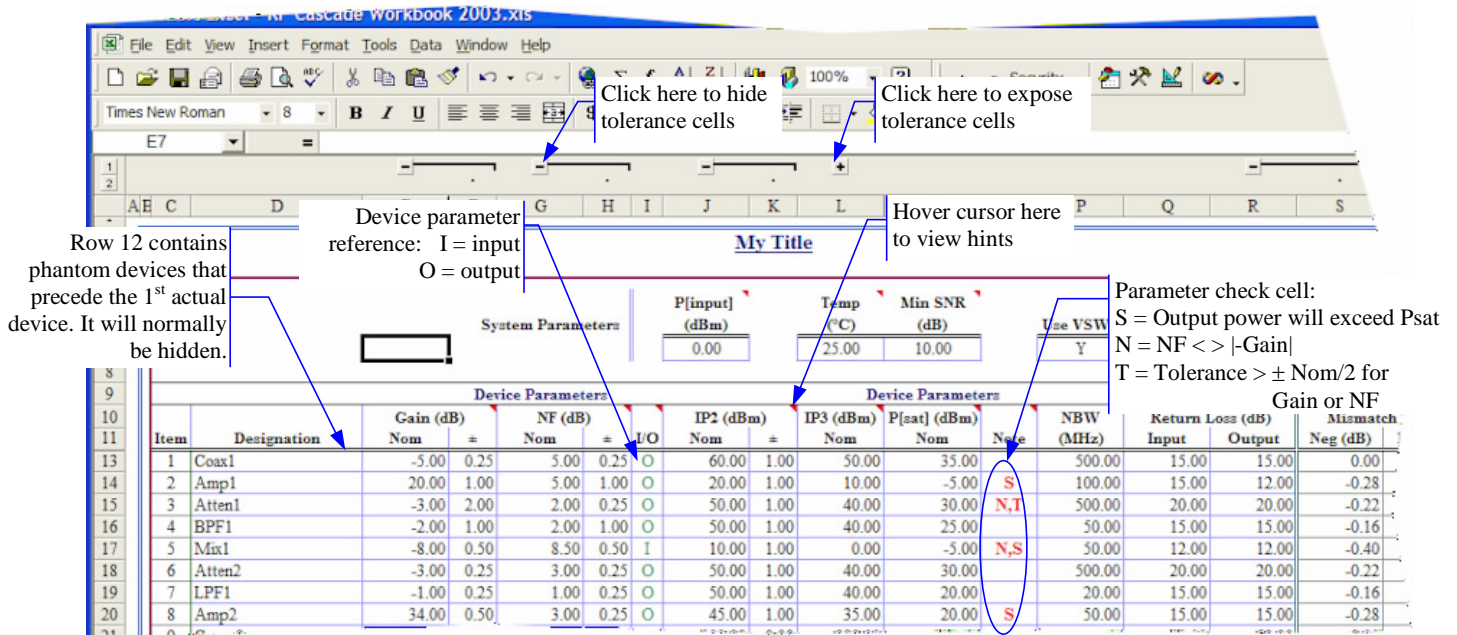 RF Cascade Workbook 2003.xls
File Edit View Insert Format Tools Data Window Help
100%
Times New Roman 8 B I U
E7 =
Click here to hide
tolerance cells
Click here to expose
tolerance cells
1
2
A B C D G H I J K L P Q R S
Device parameter
reference: I = input
O = output
Hover cursor here
to view hints
Row 12 contains
phantom devices that
precede the 1st actual
device. It will normally
be hidden.
My Title
Parameter check cell:
S = Output power will exceed Psat
N = NF < > |-Gain|
T = Tolerance > ± Nom/2 for
Gain or NF
P[input] Temp Min SNR
System Parameters (dBm) (°C) (dB) Use VSW
0.00 25.00 10.00 Y
8
9 Device Parameters Device Parameters
10 Gain (dB) NF (dB) IP2 (dBm) IP3 (dBm) P[sat] (dBm) NBW Return Loss (dB) Mismatch
11 Item Designation Nom ± Nom ± I/O Nom ± Nom Nom Note (MHz) Input Output Neg (dB)
13 1 Coax1 -5.00 0.25 5.00 0.25 O 60.00 1.00 50.00 35.00 500.00 15.00 15.00 0.00
14 2 Amp1 20.00 1.00 5.00 1.00 O 20.00 1.00 10.00 -5.00 S 100.00 15.00 12.00 -0.28
15 3 Atten1 -3.00 2.00 2.00 0.25 O 50.00 1.00 40.00 30.00 N,T 500.00 20.00 20.00 -0.22
16 4 BPF1 -2.00 1.00 2.00 1.00 O 50.00 1.00 40.00 25.00 50.00 15.00 15.00 -0.16
17 5 Mix1 -8.00 0.50 8.50 0.50 I 10.00 1.00 0.00 -5.00 N,S 50.00 12.00 12.00 -0.40
18 6 Atten2 -3.00 0.25 3.00 0.25 O 50.00 1.00 40.00 30.00 500.00 20.00 20.00 -0.22
19 7 LPF1 -1.00 0.25 1.00 0.25 O 50.00 1.00 40.00 20.00 20.00 15.00 15.00 -0.16
20 8 Amp2 34.00 0.50 3.00 0.25 O 45.00 1.00 35.00 20.00 S 50.00 15.00 15.00 -0.28